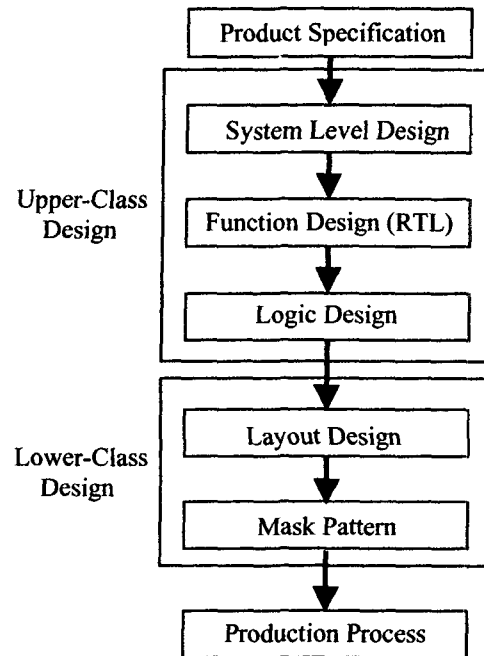 Product Specification
System Level Design
Upper-Class
Design
Function Design (RTL)
Logic Design
Layout Design
Lower-Class
Design
Mask Pattern
Production Process